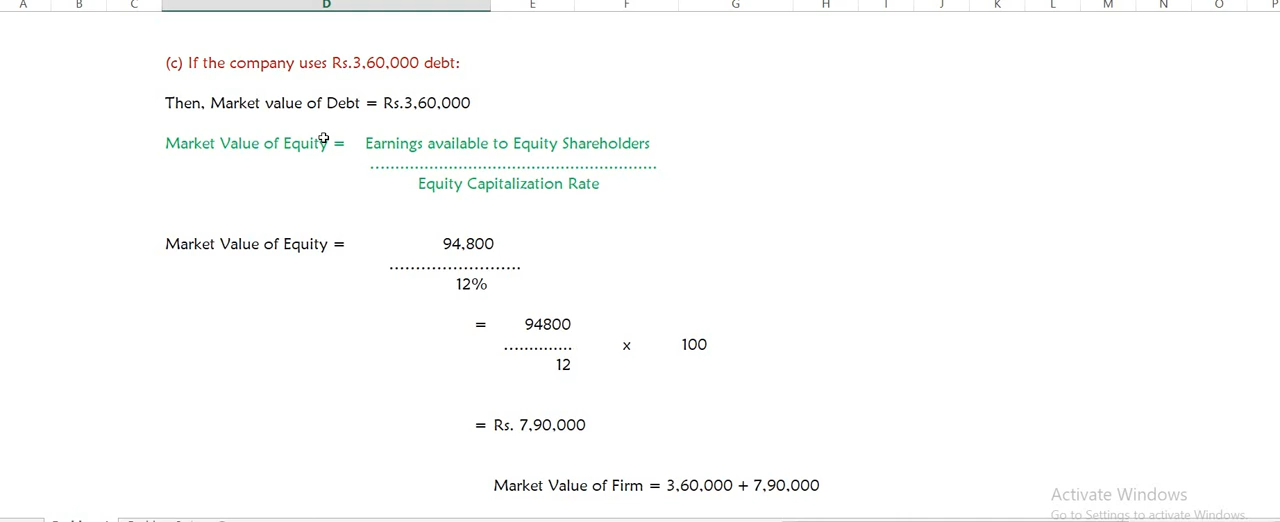 A B C D E F G H I J K L M N O P
(c) If the company uses Rs.3,60,000 debt:
Then, Market value of Debt = Rs.3,60,000
Market Value of Equity = Earnings available to Equity Shareholders
Equity Capitalization Rate
Market Value of Equity = 94,800
12%
= 94800
x 100
12
= Rs. 7,90,000
Market Value of Firm = 3,60,000 + 7,90,000
Activate Windows
Go to Settings to activate Windows.